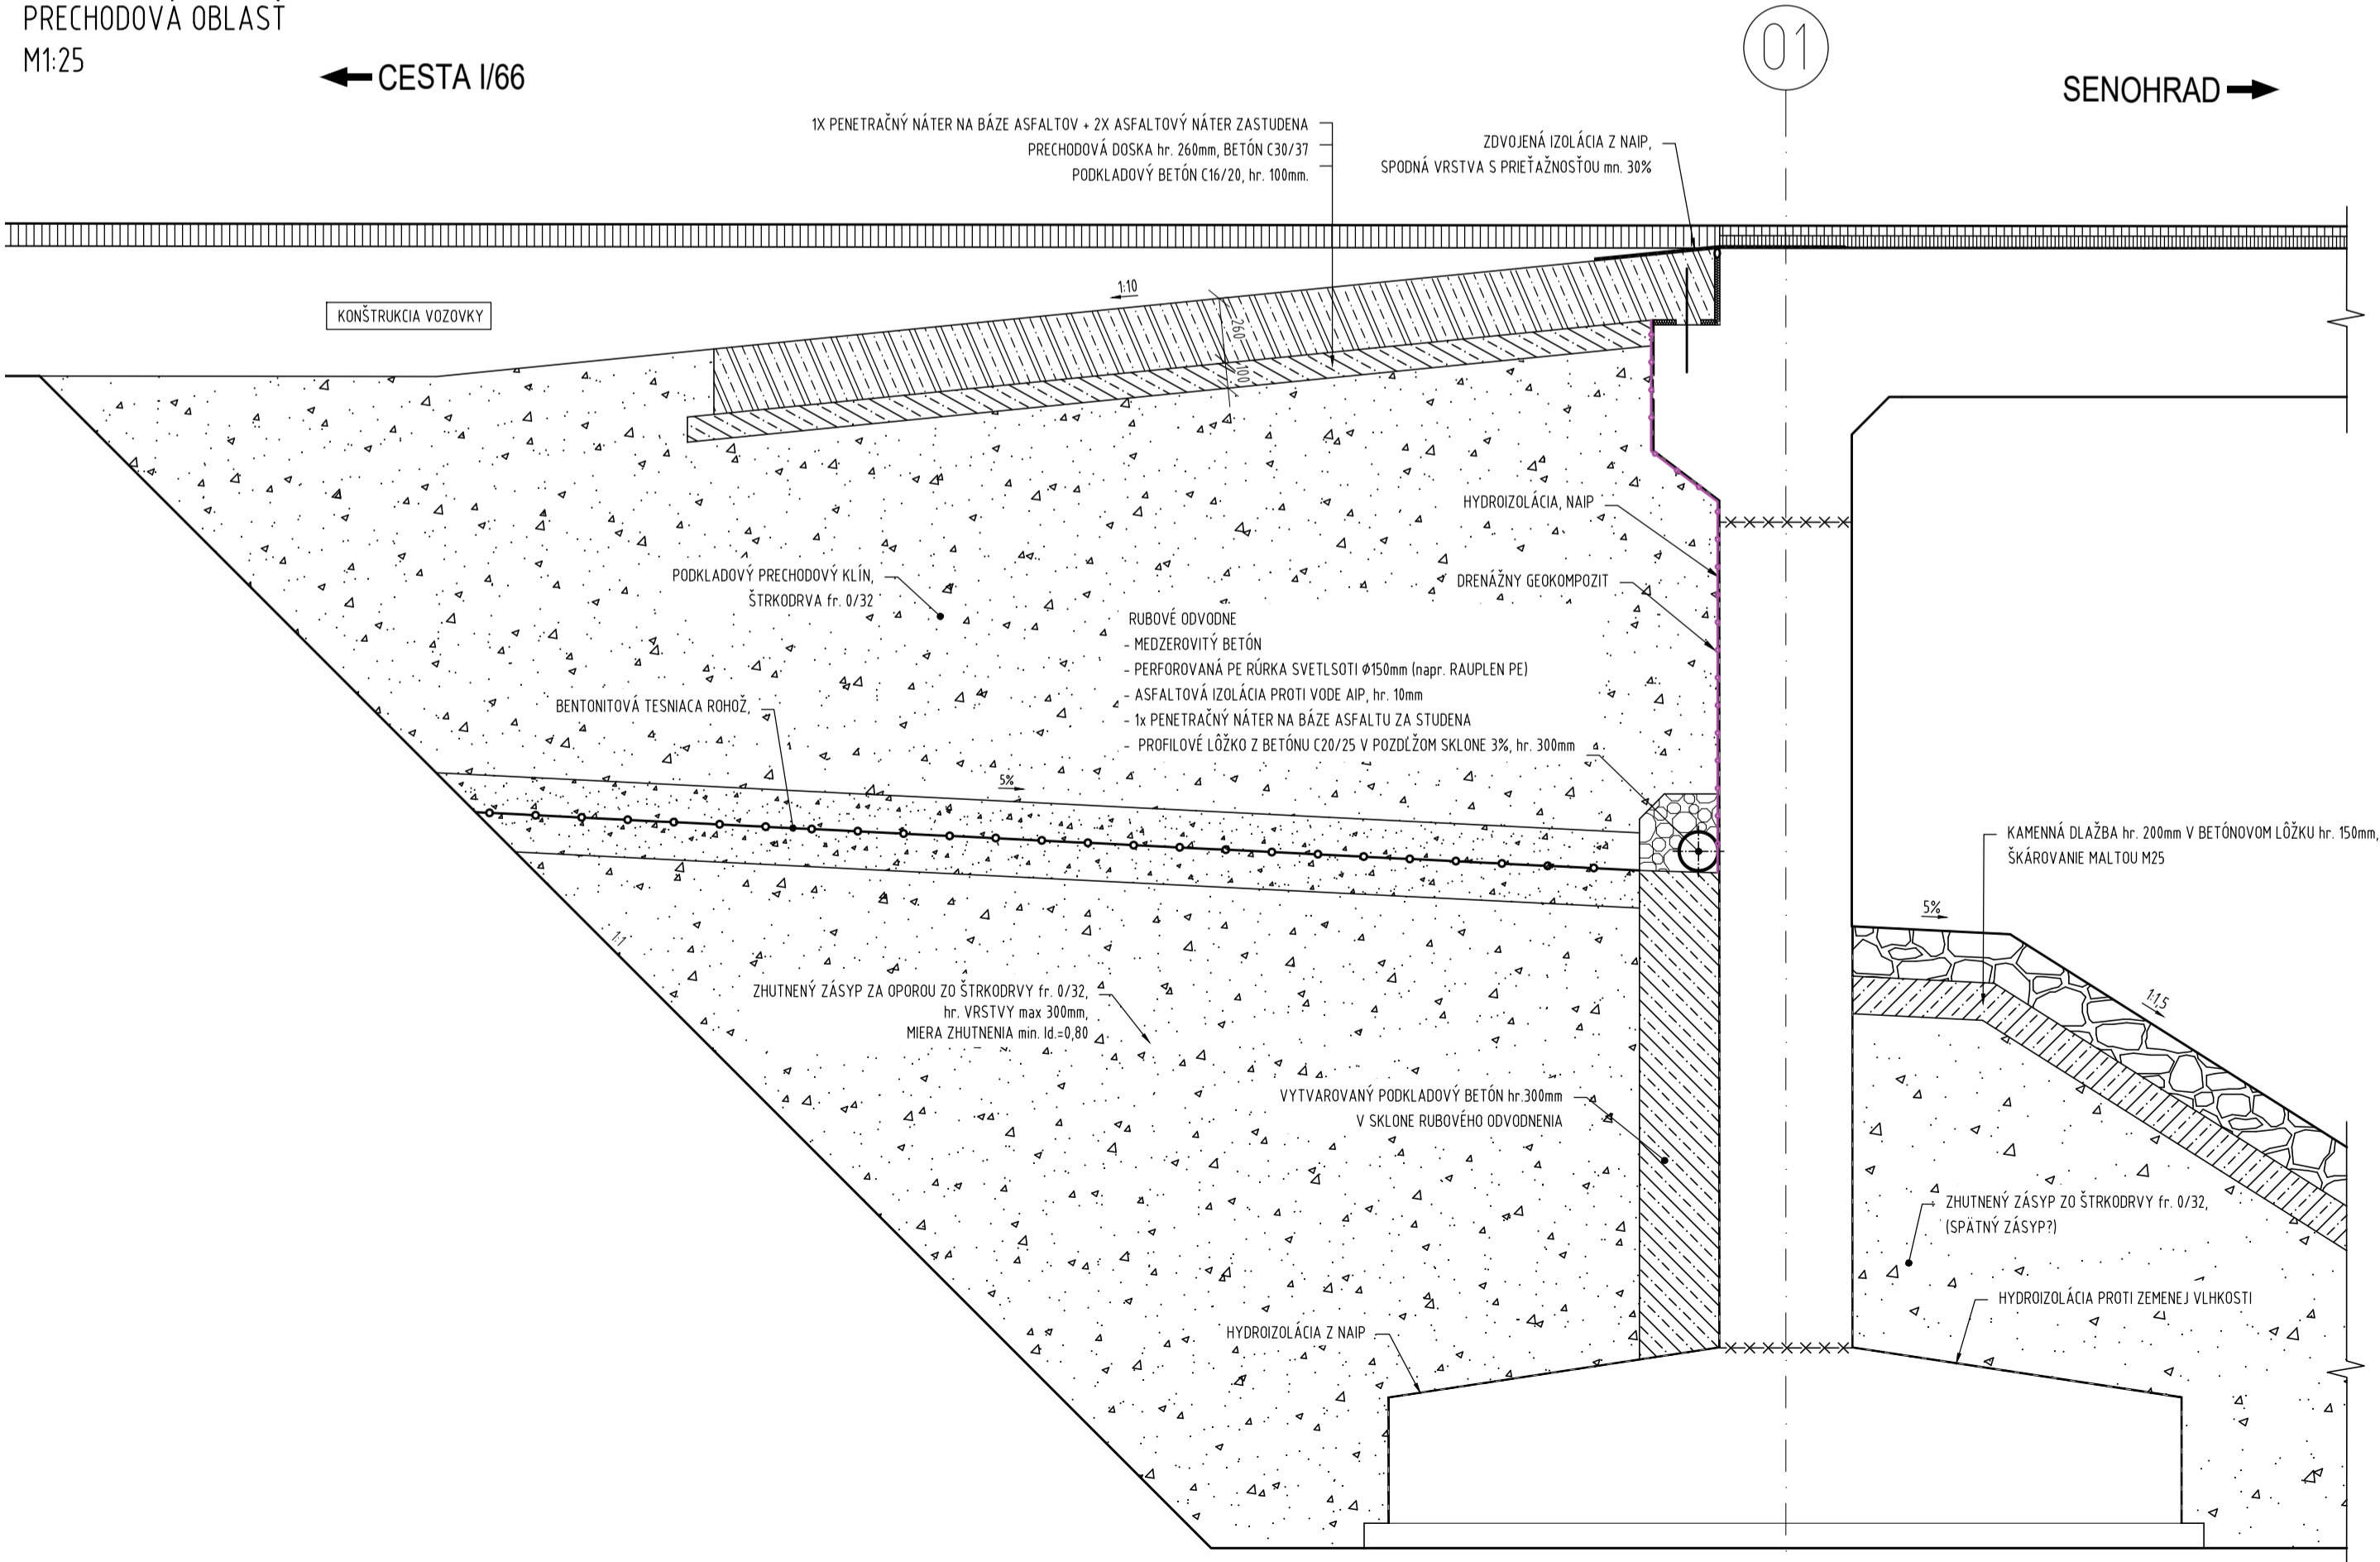 PRECHODOVÁ OBLASŤ
M1:25
CESTA I/66
01
SENOHRAD
1X PENETRAČNÝ NÁTER NA BÁZE ASFALTOV + 2X ASFALTOVÝ NÁTER ZASTUDENA
PRECHODOVÁ DOSKA hr. 260mm, BETÓN C30/37
PODKLADOVÝ BETÓN C16/20, hr. 100mm.
ZDVOJENÁ IZOLÁCIA Z NAIP,
SPODNÁ VRSTVA S PRIEŤAŽNOSŤOU mn. 30%
KONŠTRUKCIA VOZOVKY
1:10
260
100
HYDROIZOLÁCIA, NAIP
DRENÁŽNY GEOKOMPOZIT
PODKLADOVÝ PRECHODOVÝ KLÍN,
ŠTRKODRVA fr. 0/32
RUBOVÉ ODVODNE
- MEDZEROVITÝ BETÓN
- PERFOROVANÁ PE RÚRKA SVETLSOTI Ø150mm (napr. RAUPLEN PE)
- ASFALTOVÁ IZOLÁCIA PROTI VODE AIP, hr. 10mm
- 1x PENETRAČNÝ NÁTER NA BÁZE ASFALTU ZA STUDENA
- PROFILOVÉ LÔŽKO Z BETÓNU C20/25 V POZDĹŽOM SKLONE 3%, hr. 300mm
BENTONITOVÁ TESNIACA ROHOŽ,
5%
KAMENNÁ DLAŽBA hr. 200mm V BETÓNOVOM LÔŽKU hr. 150mm,
ŠKÁROVANIE MALTOU M25
5%
1:1,5
1:1
ZHUTNENÝ ZÁSYP ZA OPOROU ZO ŠTRKODRVY fr. 0/32,
hr. VRSTVY max 300mm,
MIERA ZHUTNENIA min. Id.=0,80
VYTVAROVANÝ PODKLADOVÝ BETÓN hr.300mm
V SKLONE RUBOVÉHO ODVODNENIA
ZHUTNENÝ ZÁSYP ZO ŠTRKODRVY fr. 0/32,
(SPÄTNÝ ZÁSYP?)
HYDROIZOLÁCIA PROTI ZEMENEJ VLHKOSTI
HYDROIZOLÁCIA Z NAIP